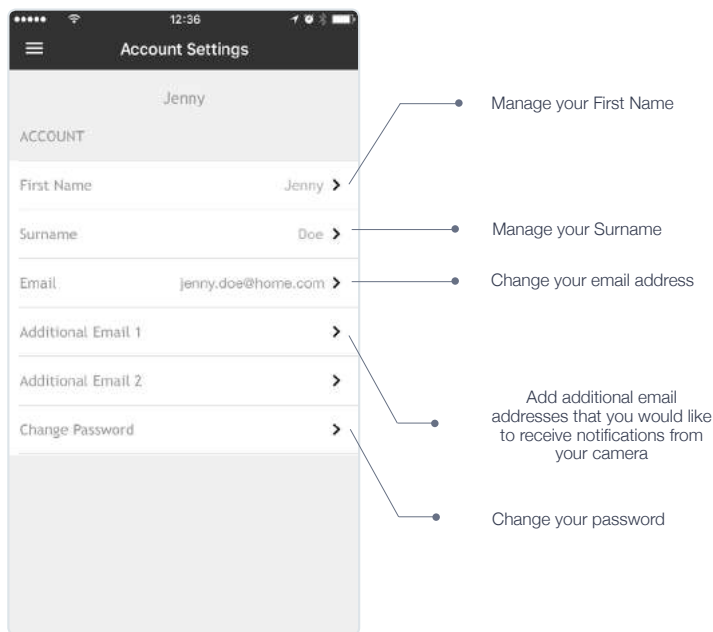 12:36
Account Settings
Jenny
ACCOUNT
First Name Jenny
Surname Doe
Email jenny.doe@home.com
Additional Email 1
Additional Email 2
Change Password
Manage your First Name
Manage your Surname
Change your email address
Add additional email
addresses that you would like
to receive notifications from
your camera
Change your password